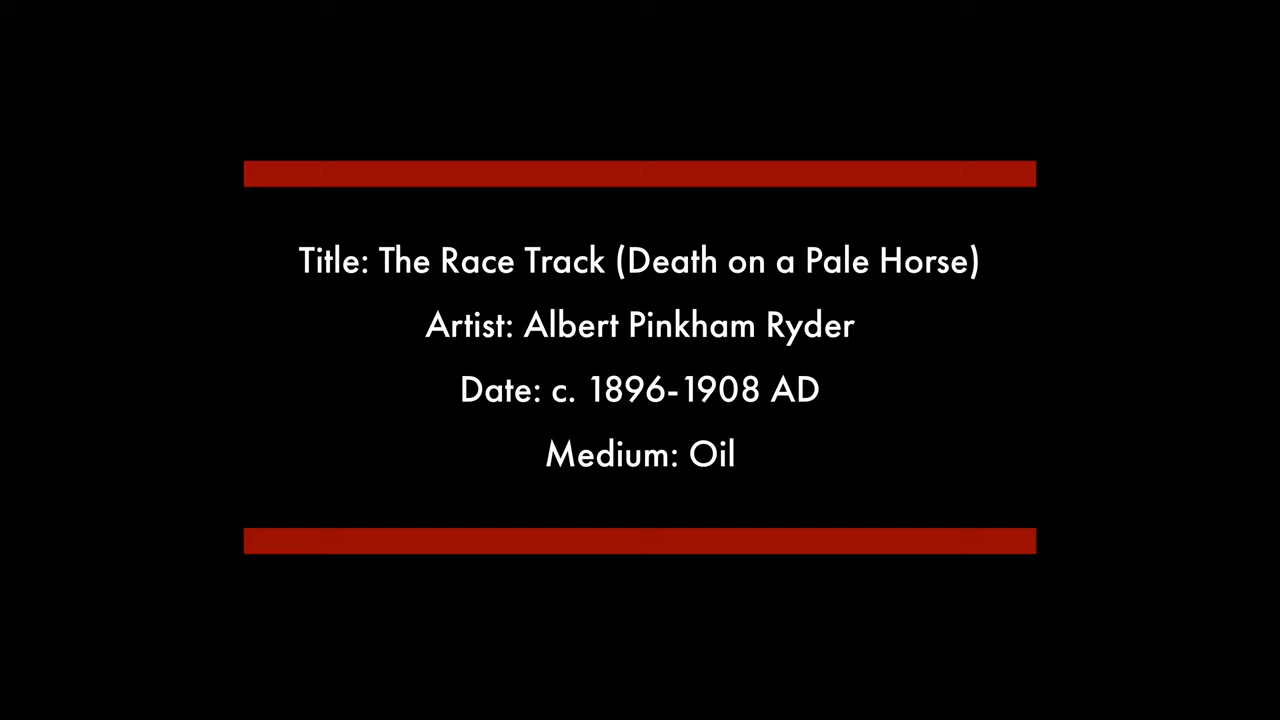 Title: The Race Track (Death on a Pale Horse)
Artist: Albert Pinkham Ryder
Date: c. 1896-1908 AD
Medium: Oil